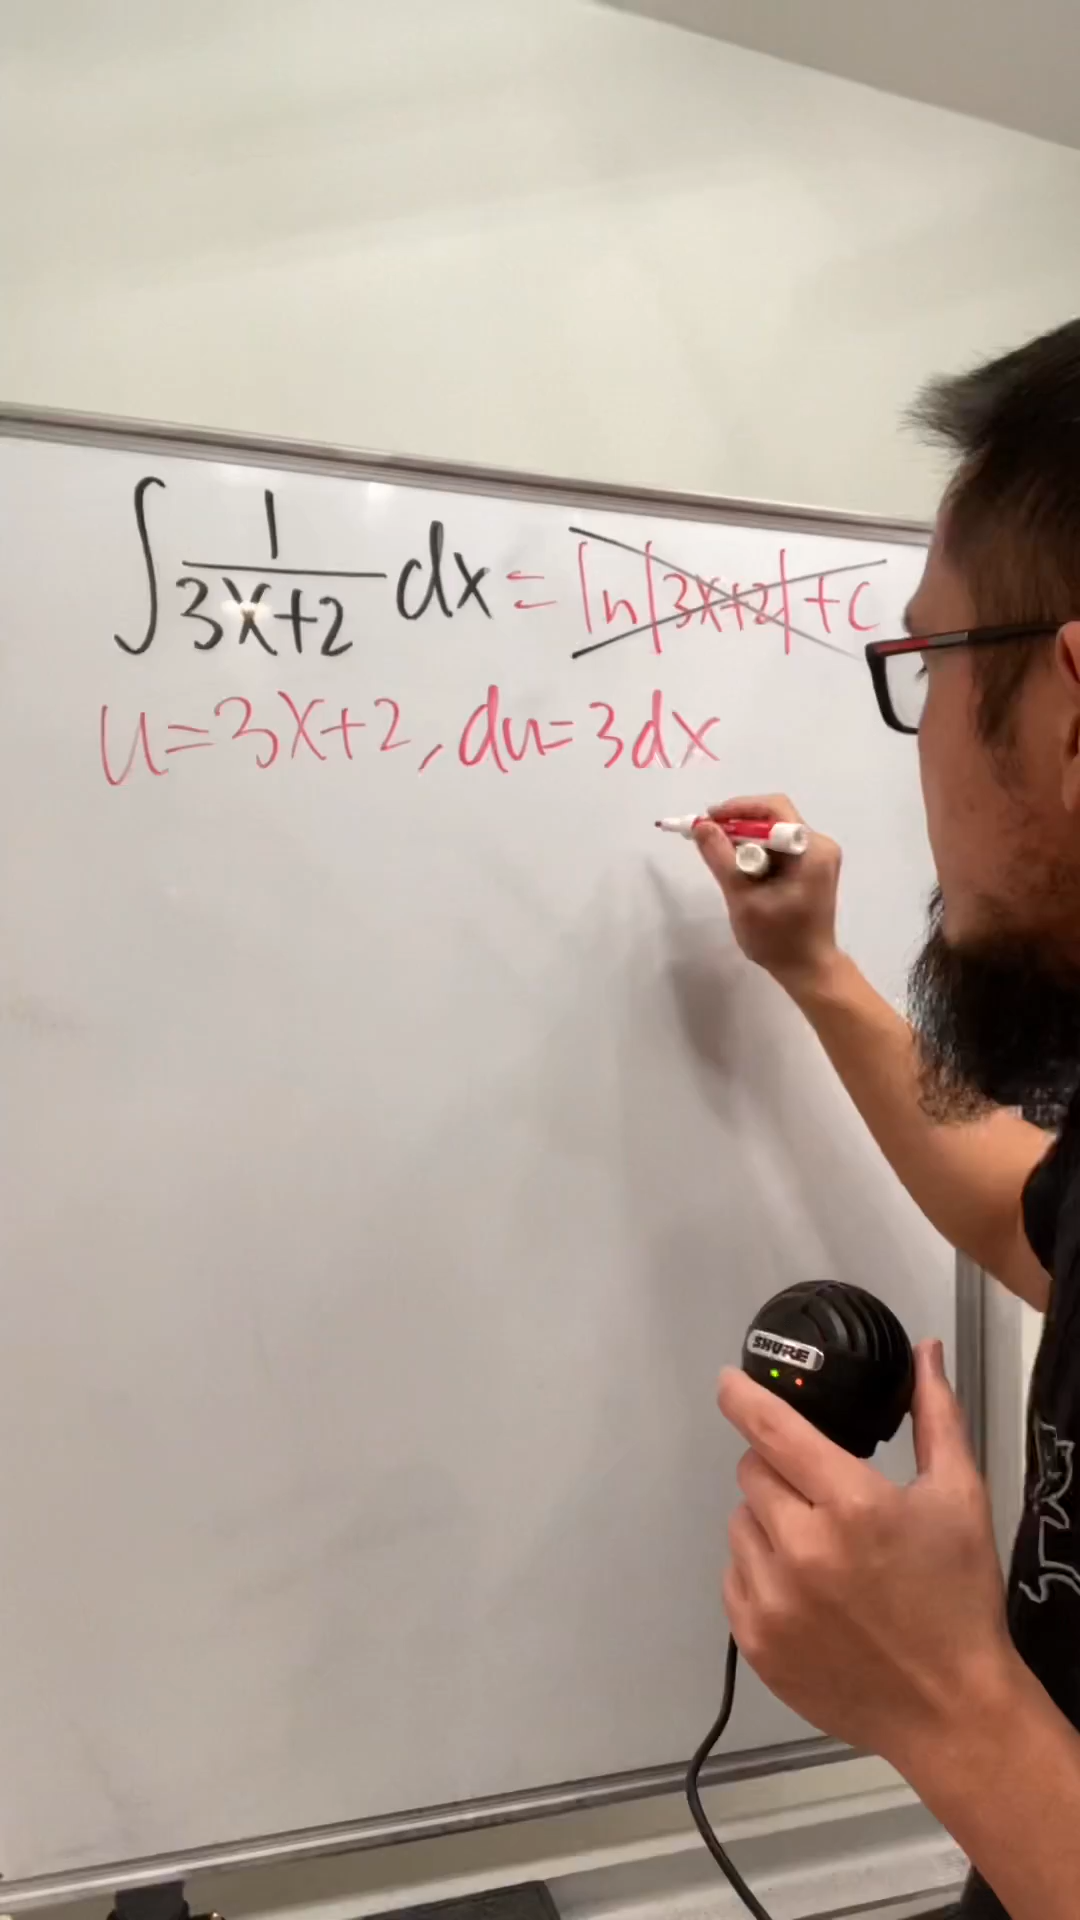 ∫ 1/(3x+2) dx = ln|3x+2| + c
u=3x+2, du=3dx
SHURE